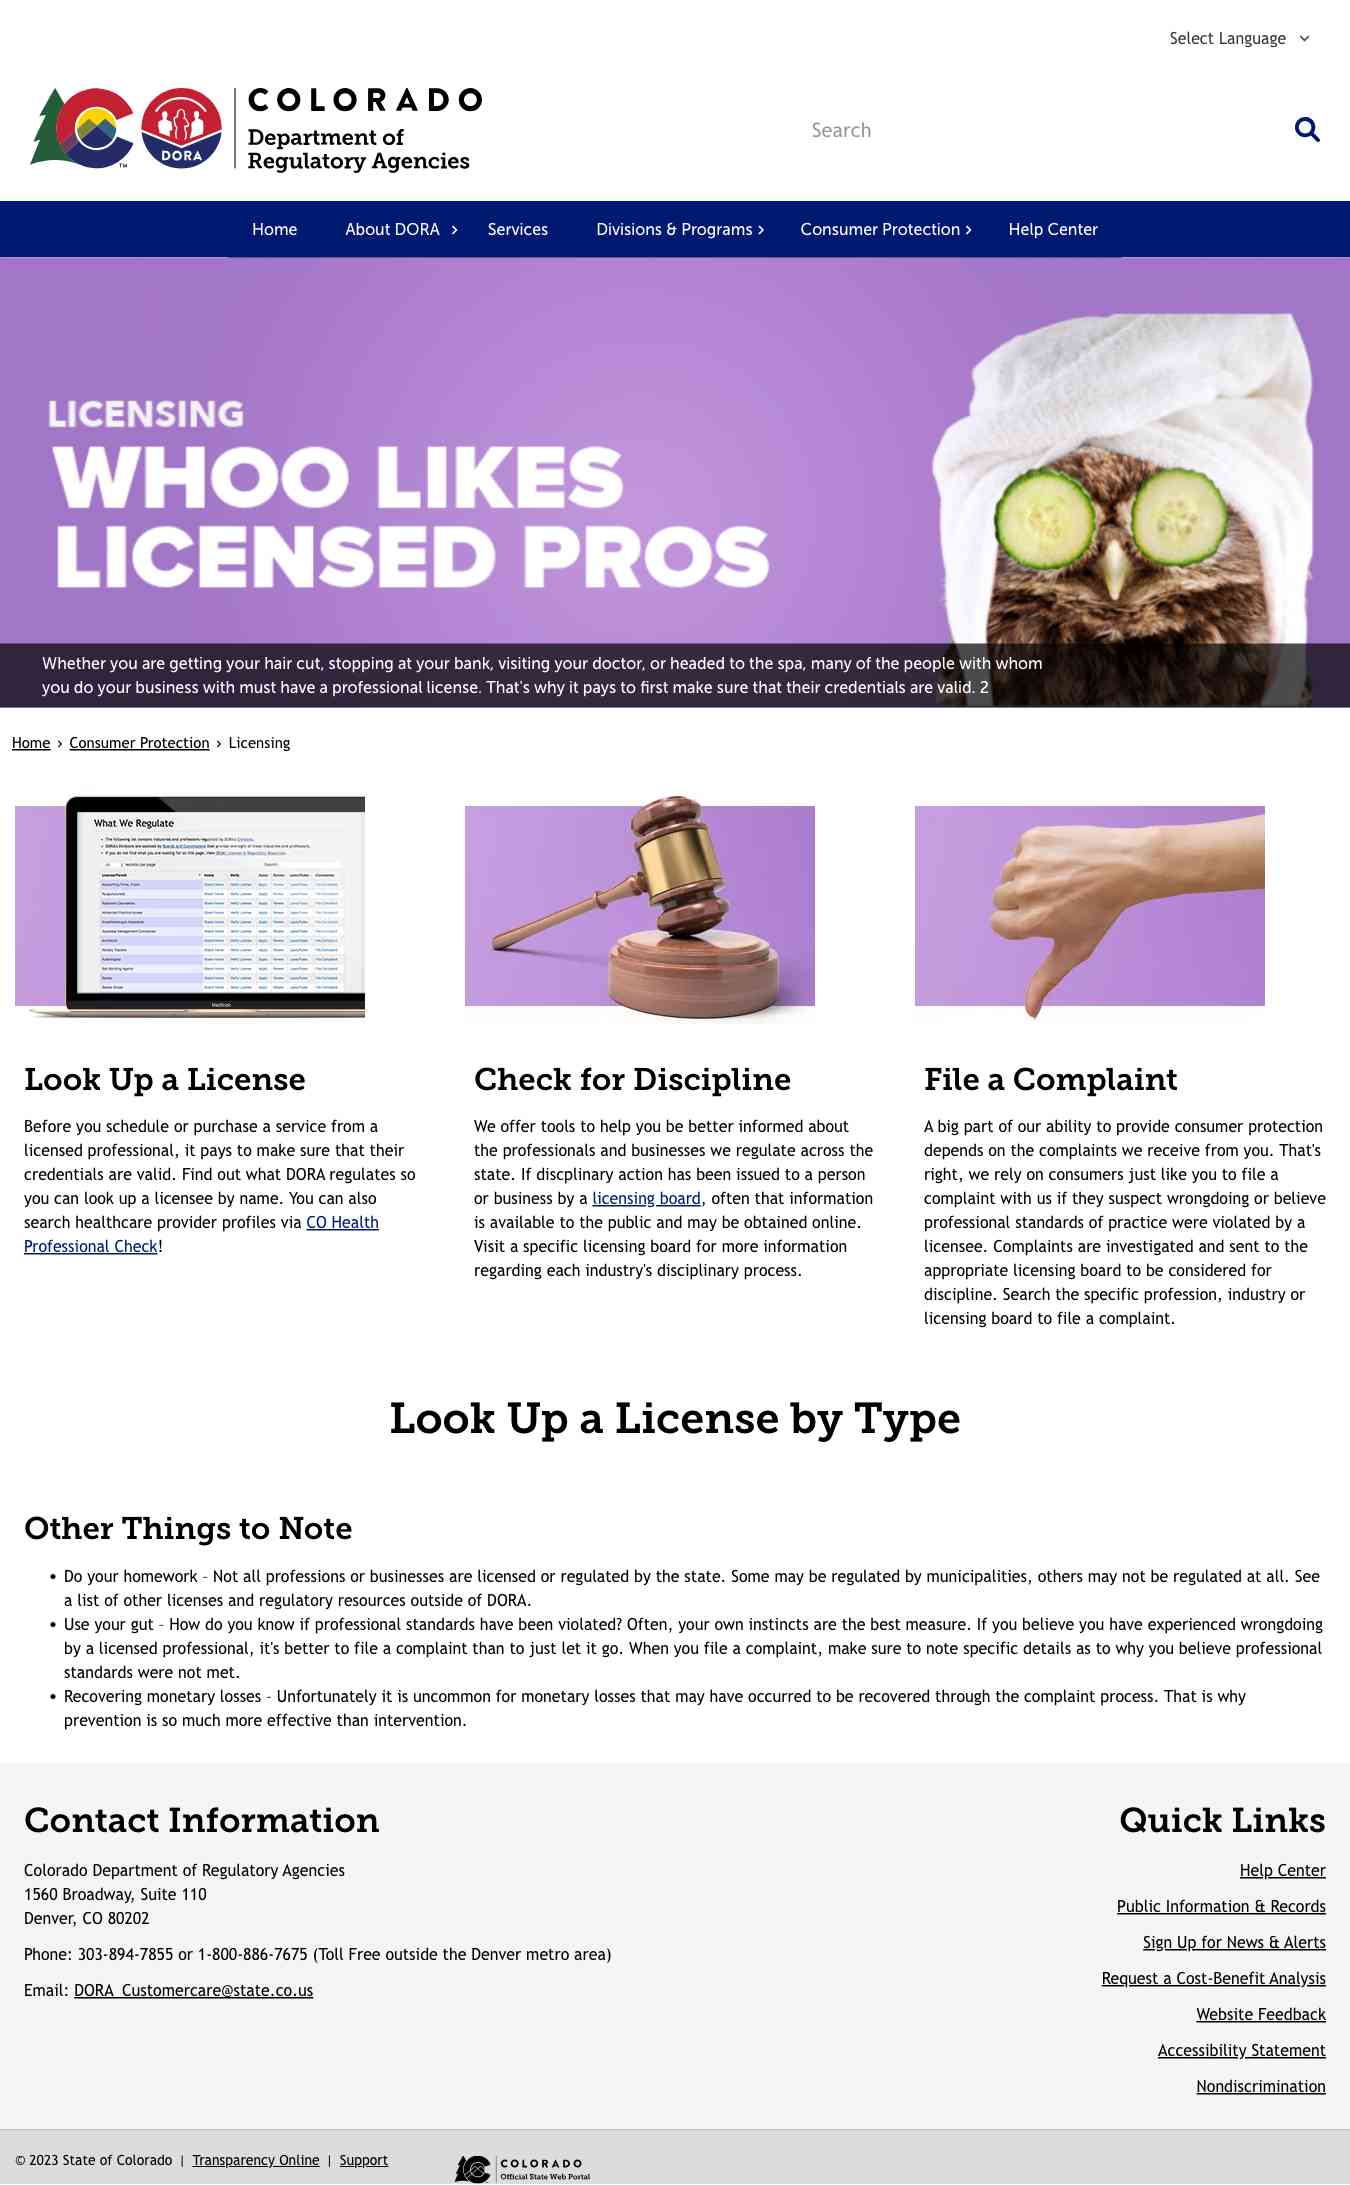 Select Language
COLORADO
Department of
Regulatory Agencies
DORA
TM
Search
Home
About DORA
Services
Divisions & Programs
Consumer Protection
Help Center
LICENSING
WHOO LIKES
LICENSED PROS
Whether you are getting your hair cut, stopping at your bank, visiting your doctor, or headed to the spa, many of the people with whom
you do your business with must have a professional license. That's why it pays to first make sure that their credentials are valid. 2
Home › Consumer Protection › Licensing
What We Regulate
Look Up a License
Before you schedule or purchase a service from a
licensed professional, it pays to make sure that their
credentials are valid. Find out what DORA regulates so
you can look up a licensee by name. You can also
search healthcare provider profiles via CO Health
Professional Check!
Check for Discipline
We offer tools to help you be better informed about
the professionals and businesses we regulate across the
state. If discplinary action has been issued to a person
or business by a licensing board, often that information
is available to the public and may be obtained online.
Visit a specific licensing board for more information
regarding each industry's disciplinary process.
File a Complaint
A big part of our ability to provide consumer protection
depends on the complaints we receive from you. That's
right, we rely on consumers just like you to file a
complaint with us if they suspect wrongdoing or believe
professional standards of practice were violated by a
licensee. Complaints are investigated and sent to the
appropriate licensing board to be considered for
discipline. Search the specific profession, industry or
licensing board to file a complaint.
Look Up a License by Type
Other Things to Note
• Do your homework - Not all professions or businesses are licensed or regulated by the state. Some may be regulated by municipalities, others may not be regulated at all. See
a list of other licenses and regulatory resources outside of DORA.
• Use your gut - How do you know if professional standards have been violated? Often, your own instincts are the best measure. If you believe you have experienced wrongdoing
by a licensed professional, it's better to file a complaint than to just let it go. When you file a complaint, make sure to note specific details as to why you believe professional
standards were not met.
• Recovering monetary losses - Unfortunately it is uncommon for monetary losses that may have occurred to be recovered through the complaint process. That is why
prevention is so much more effective than intervention.
Contact Information
Colorado Department of Regulatory Agencies
1560 Broadway, Suite 110
Denver, CO 80202
Phone: 303-894-7855 or 1-800-886-7675 (Toll Free outside the Denver metro area)
Email: DORA_Customercare@state.co.us
Quick Links
Help Center
Public Information & Records
Sign Up for News & Alerts
Request a Cost-Benefit Analysis
Website Feedback
Accessibility Statement
Nondiscrimination
© 2023 State of Colorado | Transparency Online | Support
COLORADO
Official State Web Portal